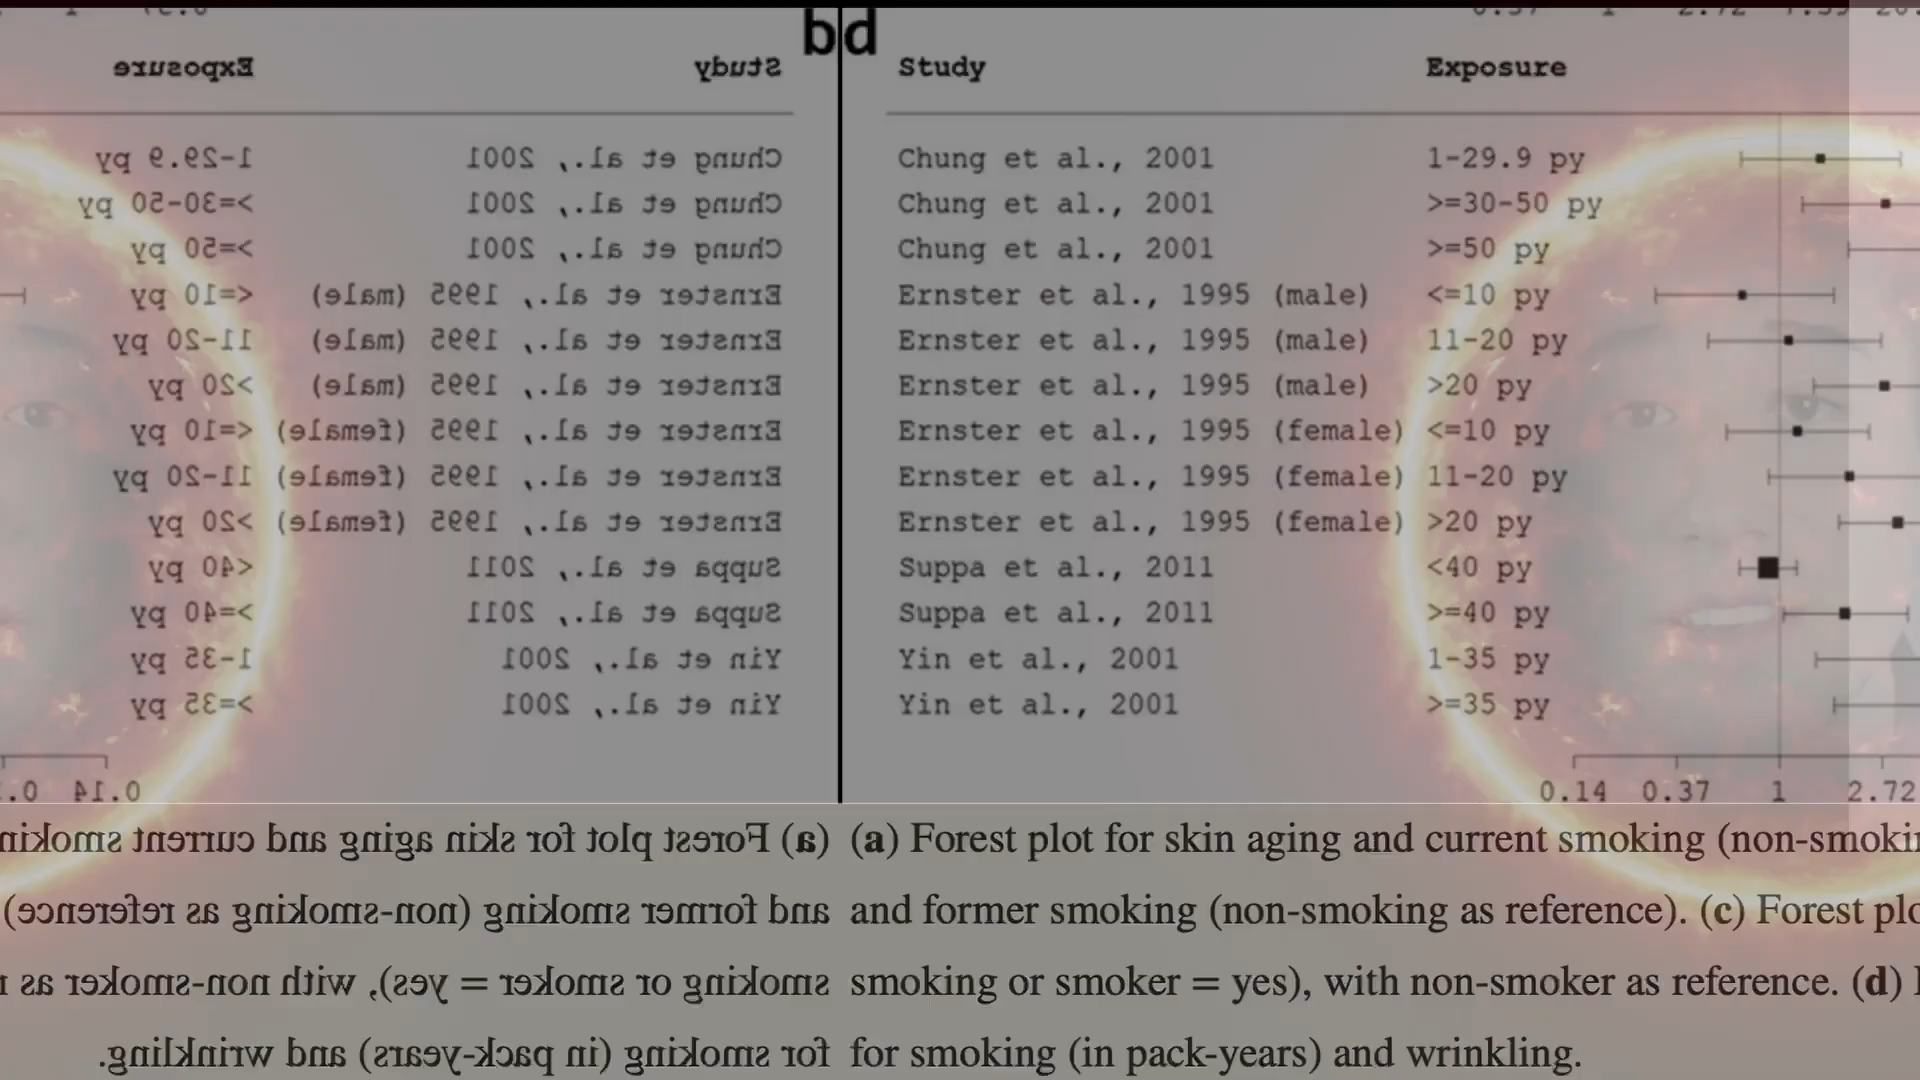 bd
Study Exposure
Chung et al., 2001 1-29.9 py
Chung et al., 2001 >=30-50 py
Chung et al., 2001 >=50 py
Ernster et al., 1995 (male) <=10 py
Ernster et al., 1995 (male) 11-20 py
Ernster et al., 1995 (male) >20 py
Ernster et al., 1995 (female) <=10 py
Ernster et al., 1995 (female) 11-20 py
Ernster et al., 1995 (female) >20 py
Suppa et al., 2011 <40 py
Suppa et al., 2011 >=40 py
Yin et al., 2001 1-35 py
Yin et al., 2001 >=35 py
0.14 0.37 1 2.72
(a) Forest plot for skin aging and current smoking
and former smoking (non-smoking as reference). (c) Forest
smoking or smoker = yes), with non-smoker as reference. (d)
for smoking (in pack-years) and wrinkling.